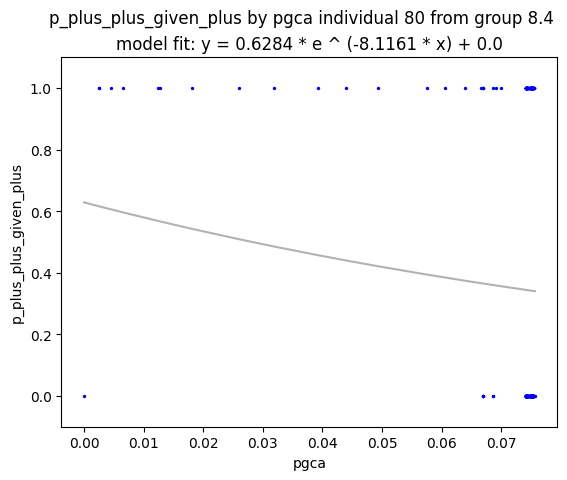 p_plus_plus_given_plus by pgca individual 80 from group 8.4
model fit: y = 0.6284 * e ^ (-8.1161 * x) + 0.0
1.0
0.8
0.6
0.4
0.2
0.0
p_plus_plus_given_plus
0.00 0.01 0.02 0.03 0.04 0.05 0.06 0.07
pgca